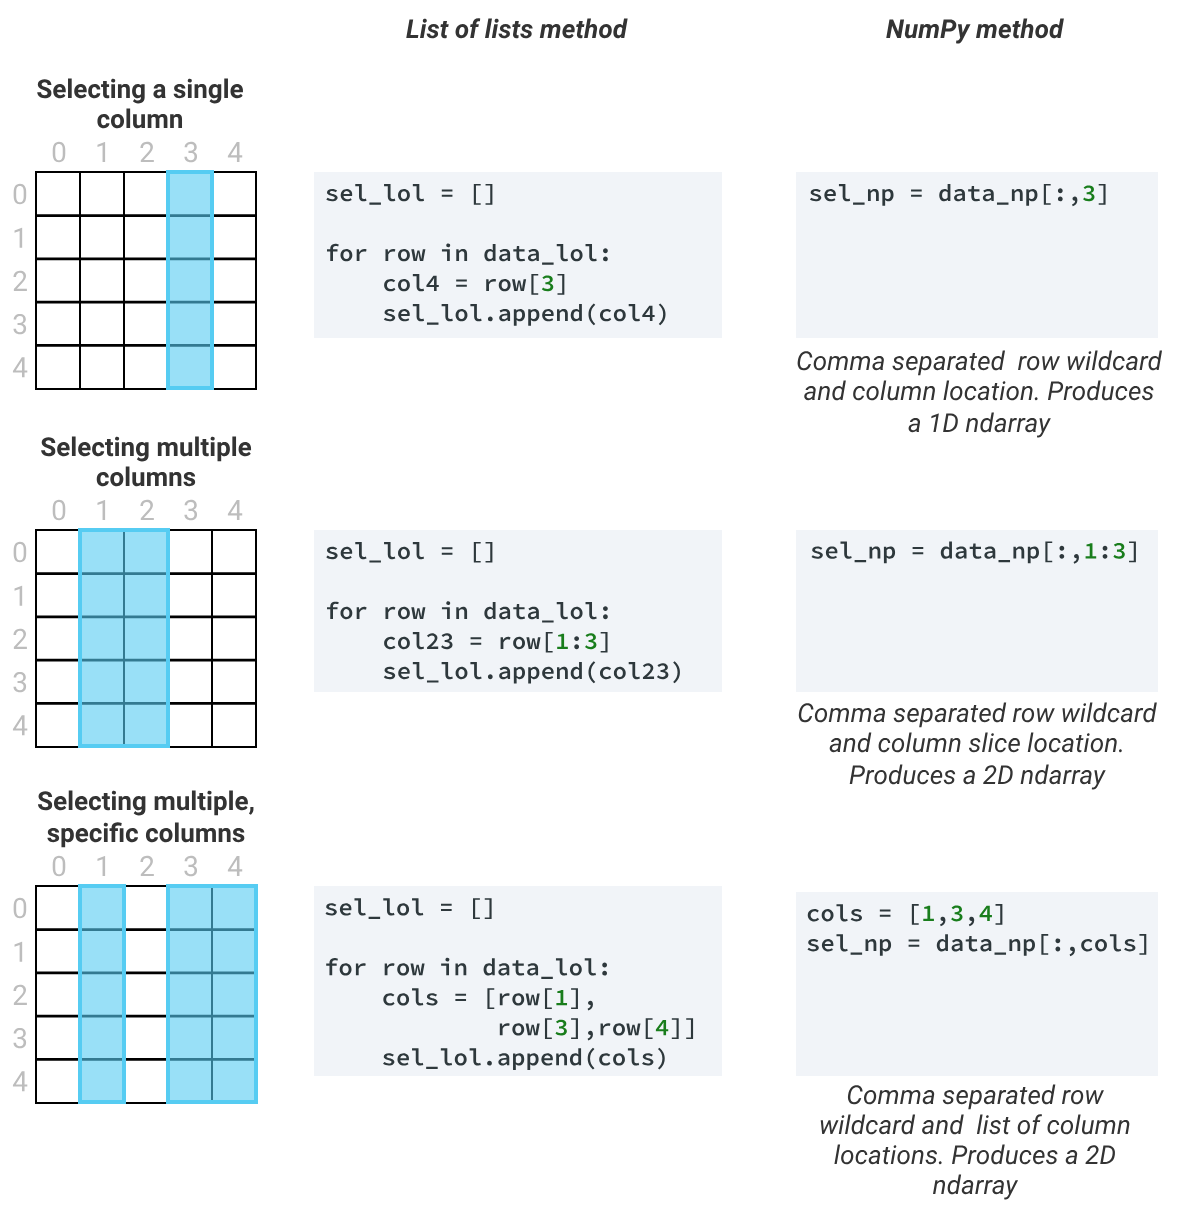 List of lists method
NumPy method
Selecting a single
column
0 1 2 3 4
0
1
2
3
4
sel_lol = []
for row in data_lol:
    col4 = row[3]
    sel_lol.append(col4)
sel_np = data_np[:,3]
Comma separated row wildcard
and column location. Produces
a 1D ndarray
Selecting multiple
columns
0 1 2 3 4
0
1
2
3
4
sel_lol = []
for row in data_lol:
    col23 = row[1:3]
    sel_lol.append(col23)
sel_np = data_np[:,1:3]
Comma separated row wildcard
and column slice location.
Produces a 2D ndarray
Selecting multiple,
specific columns
0 1 2 3 4
0
1
2
3
4
sel_lol = []
for row in data_lol:
    cols = [row[1],
            row[3],row[4]]
    sel_lol.append(cols)
cols = [1,3,4]
sel_np = data_np[:,cols]
Comma separated row
wildcard and list of column
locations. Produces a 2D
ndarray